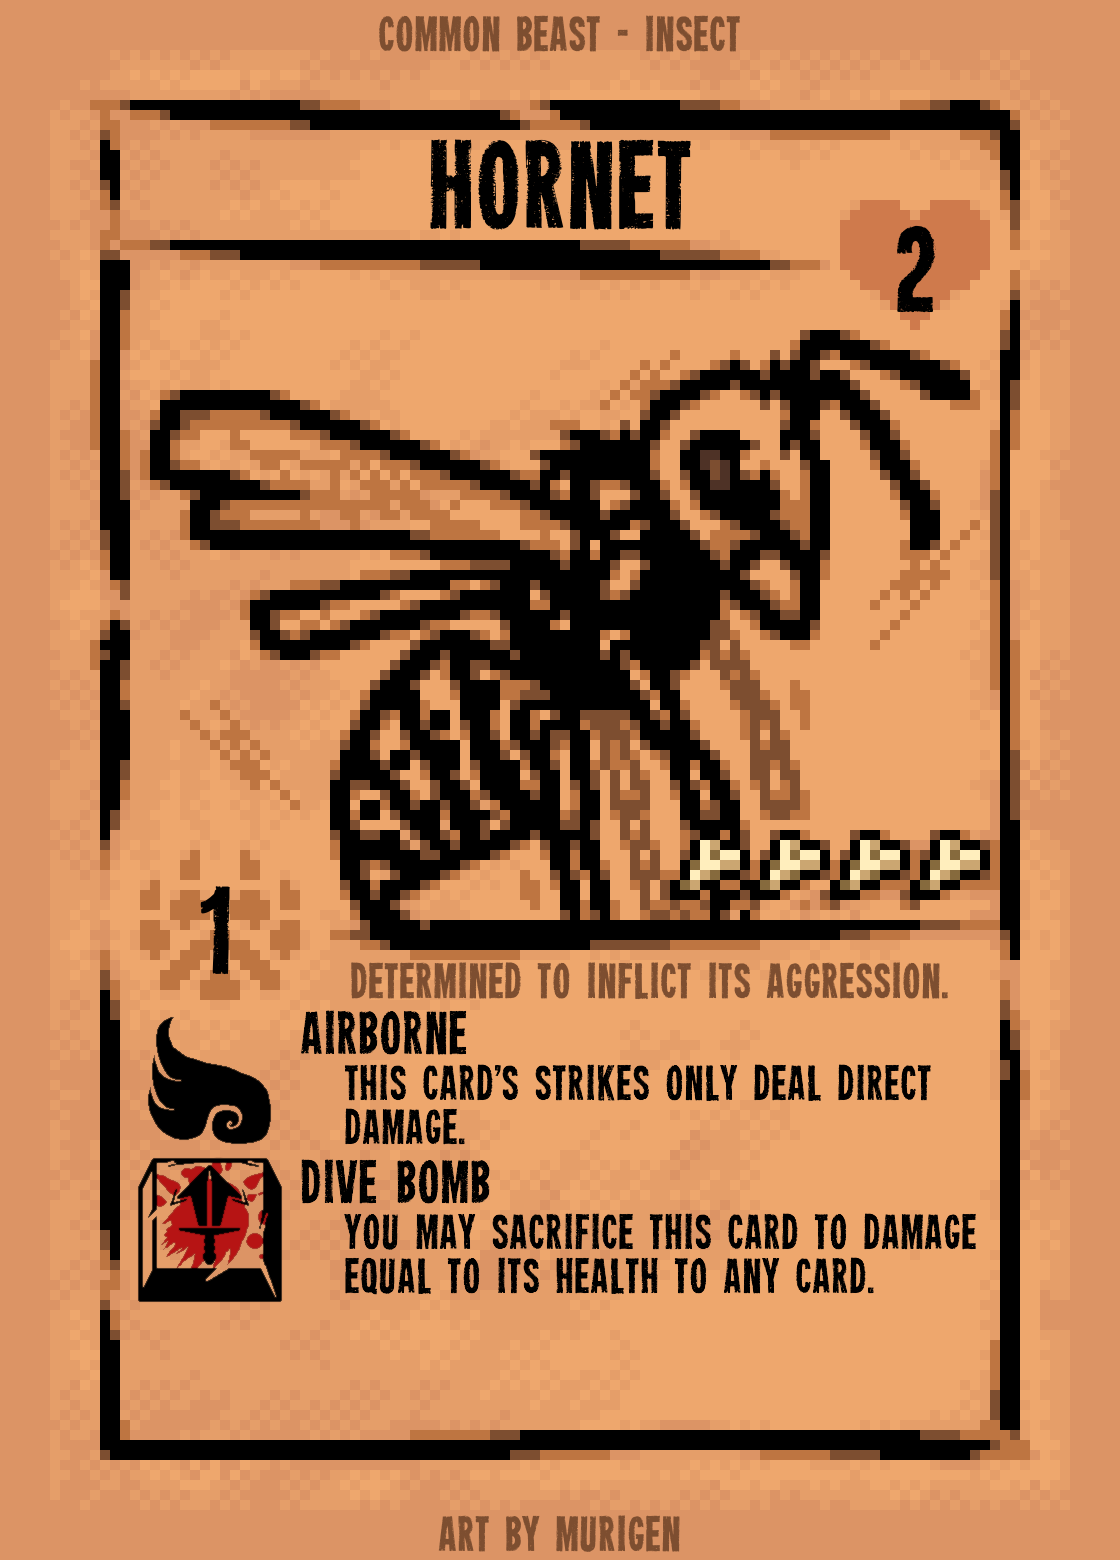 COMMON BEAST - INSECT
HORNET
2
1
DETERMINED TO INFLICT ITS AGGRESSION.
AIRBORNE
THIS CARD'S STRIKES ONLY DEAL DIRECT
DAMAGE.
DIVE BOMB
YOU MAY SACRIFICE THIS CARD TO DAMAGE
EQUAL TO ITS HEALTH TO ANY CARD.
ART BY MURIGEN